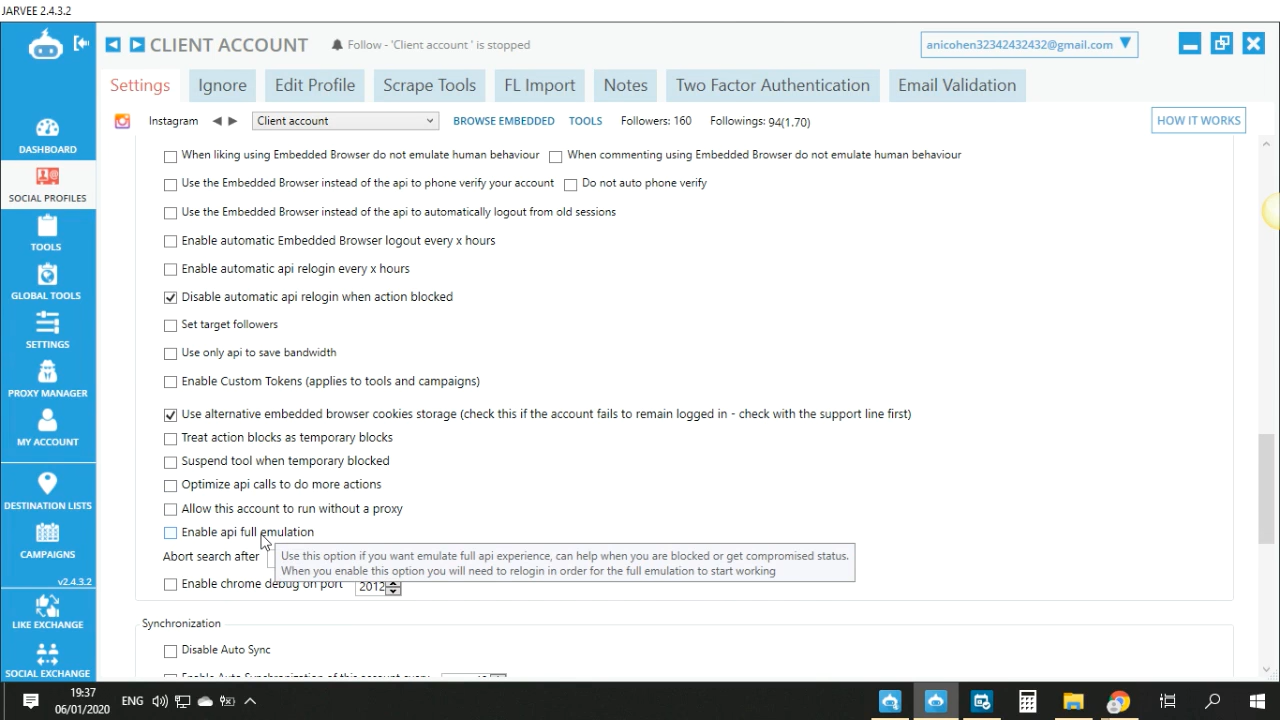 JARVEE 2.4.3.2
CLIENT ACCOUNT
Follow - 'Client account ' is stopped
anicohen32342432432@gmail.com
Settings
Ignore
Edit Profile
Scrape Tools
FL Import
Notes
Two Factor Authentication
Email Validation
Instagram
Client account
BROWSE EMBEDDED
TOOLS
Followers: 160
Followings: 94(1.70)
HOW IT WORKS
DASHBOARD
SOCIAL PROFILES
TOOLS
GLOBAL TOOLS
SETTINGS
PROXY MANAGER
MY ACCOUNT
DESTINATION LISTS
CAMPAIGNS
v2.4.3.2
LIKE EXCHANGE
SOCIAL EXCHANGE
When liking using Embedded Browser do not emulate human behaviour
When commenting using Embedded Browser do not emulate human behaviour
Use the Embedded Browser instead of the api to phone verify your account
Do not auto phone verify
Use the Embedded Browser instead of the api to automatically logout from old sessions
Enable automatic Embedded Browser logout every x hours
Enable automatic api relogin every x hours
Disable automatic api relogin when action blocked
Set target followers
Use only api to save bandwidth
Enable Custom Tokens (applies to tools and campaigns)
Use alternative embedded browser cookies storage (check this if the account fails to remain logged in - check with the support line first)
Treat action blocks as temporary blocks
Suspend tool when temporary blocked
Optimize api calls to do more actions
Allow this account to run without a proxy
Enable api full emulation
Abort search after
Use this option if you want emulate full api experience, can help when you are blocked or get compromised status.
When you enable this option you will need to relogin in order for the full emulation to start working
Enable chrome debug on port
2012
Synchronization
Disable Auto Sync
Enable Auto Synchronization of this account every
19:37
06/01/2020
ENG